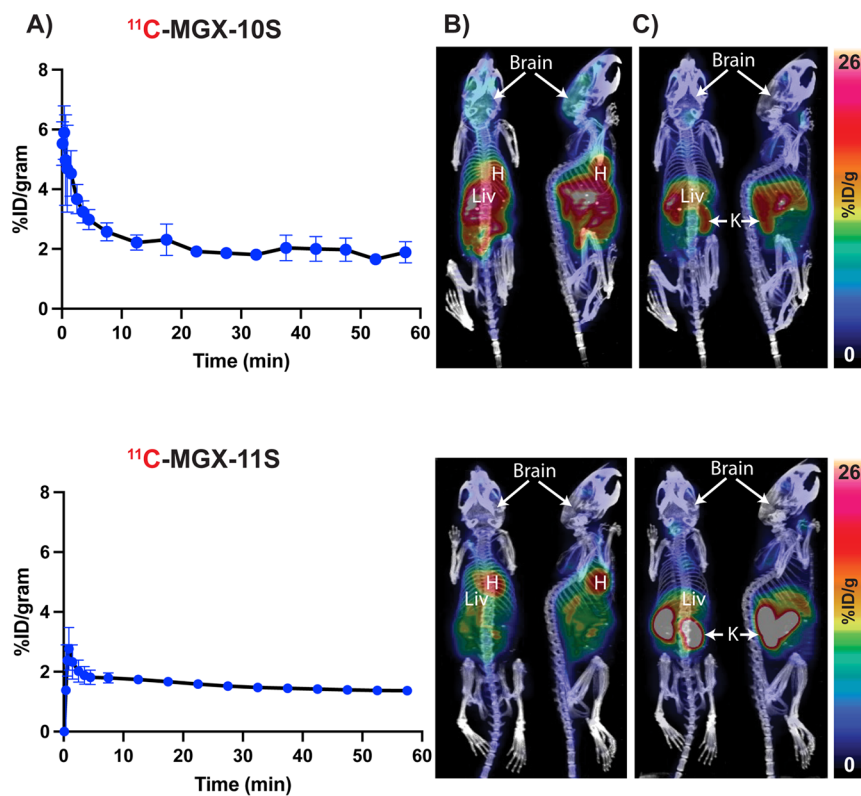 A)
¹¹C-MGX-10S
B)
C)
8
6
4
2
0
%ID/gram
0 10 20 30 40 50 60
Time (min)
Brain
H
H
Liv
Brain
Liv
K
26
%ID/g
0
¹¹C-MGX-11S
8
6
4
2
0
%ID/gram
0 10 20 30 40 50 60
Time (min)
Brain
H
H
Liv
Brain
Liv
K
26
%ID/g
0